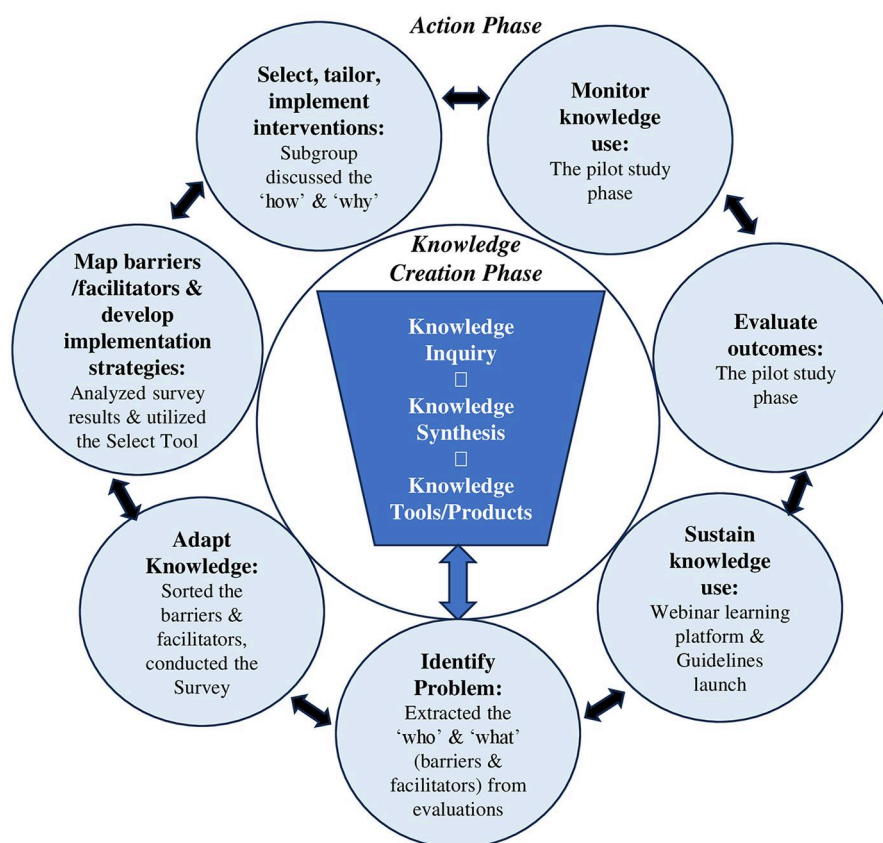 Action Phase
Select, tailor,
implement
interventions:
Subgroup
discussed the
‘how’ & ‘why’
Monitor
knowledge
use:
The pilot study
phase
Map barriers
/facilitators &
develop
implementation
strategies:
Analyzed survey
results & utilized
the Select Tool
Knowledge
Creation Phase
Knowledge
Inquiry
□
Knowledge
Synthesis
□
Knowledge
Tools/Products
Evaluate
outcomes:
The pilot study
phase
Adapt
Knowledge:
Sorted the
barriers &
facilitators,
conducted the
Survey
Identify
Problem:
Extracted the
‘who’ & ‘what’
(barriers &
facilitators) from
evaluations
Sustain
knowledge
use:
Webinar learning
platform &
Guidelines
launch